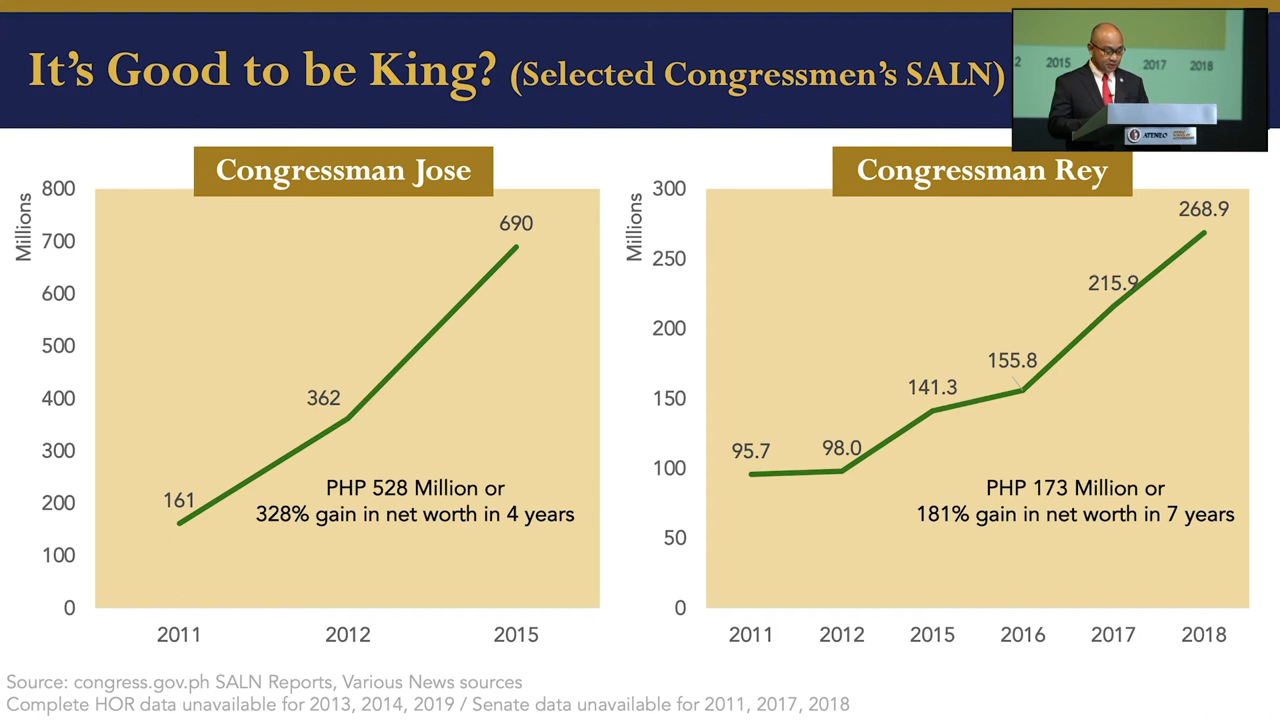 It's Good to be King? (Selected Congressmen's SALN)
2 2015 2017 2018
ATENEO
Congressman Jose
Millions
800
700
600
500
400
300
200
100
0
161
362
690
PHP 528 Million or
328% gain in net worth in 4 years
2011 2012 2015
Congressman Rey
Millions
300
250
200
150
100
50
0
95.7
98.0
141.3
155.8
215.9
268.9
PHP 173 Million or
181% gain in net worth in 7 years
2011 2012 2015 2016 2017 2018
Source: congress.gov.ph SALN Reports, Various News sources
Complete HOR data unavailable for 2013, 2014, 2019 / Senate data unavailable for 2011, 2017, 2018